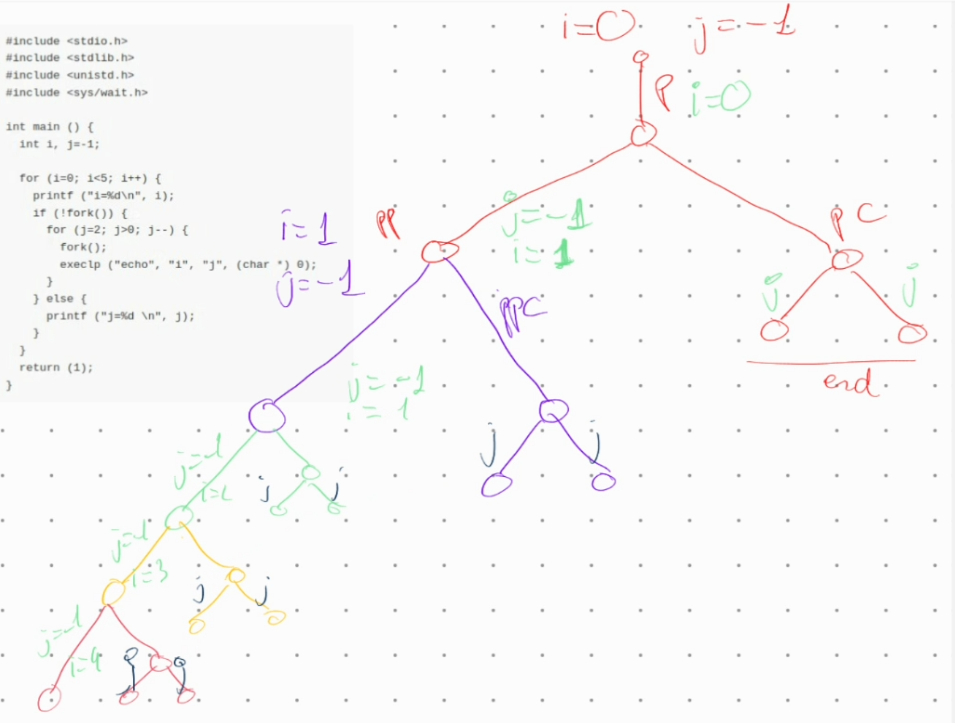 #include <stdio.h>
#include <stdlib.h>
#include <unistd.h>
#include <sys/wait.h>
int main () {
int i, j=-1;
for (i=0; i<5; i++) {
printf ("i=%d\n", i);
if (!fork()) {
for (j=2; j>0; j--) {
fork();
execlp ("echo", "i", "j", (char *) 0);
}
} else {
printf ("j=%d \n", j);
}
}
return (1);
}
i=0 j=-1
P i=0
PP
j=-1
i=1
PC
i=1
j=-1
PPC
j j
end
j=-1
i=1
j j
j=-1
j j
j=-1
i=3
j j
j=-1
i=4